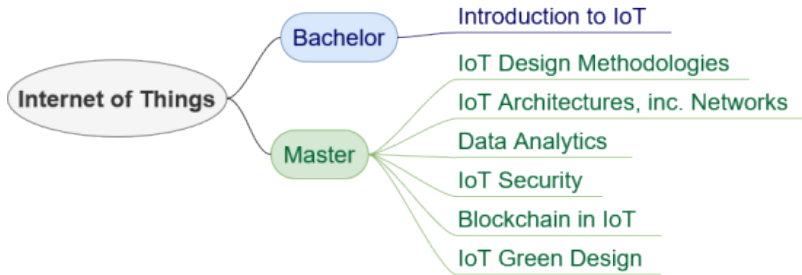 Internet of Things
Bachelor
Introduction to IoT
Master
IoT Design Methodologies
IoT Architectures, inc. Networks
Data Analytics
IoT Security
Blockchain in IoT
IoT Green Design